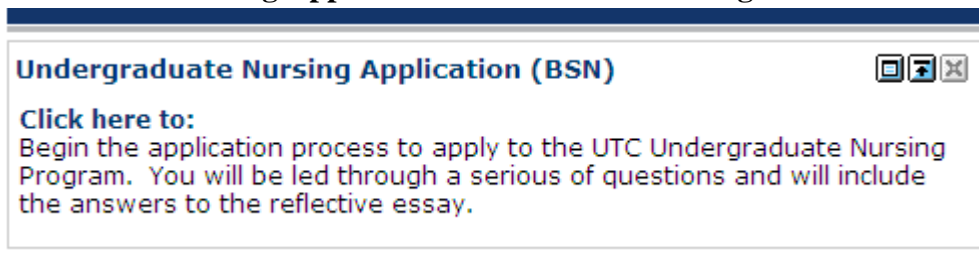 Undergraduate Nursing Application (BSN)
Click here to:
Begin the application process to apply to the UTC Undergraduate Nursing
Program. You will be led through a serious of questions and will include
the answers to the reflective essay.